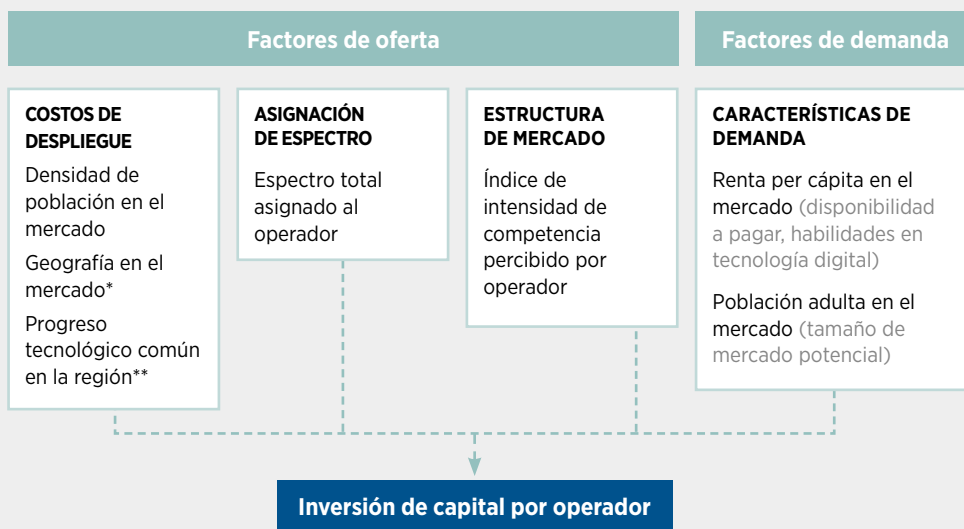 Factores de oferta
Factores de demanda
COSTOS DE
DESPLIEGUE
Densidad de
población en el
mercado
Geografía en el
mercado*
Progreso
tecnológico común
en la región**
ASIGNACIÓN
DE ESPECTRO
Espectro total
asignado al
operador
ESTRUCTURA
DE MERCADO
Índice de
intensidad de
competencia
percibido por
operador
CARACTERÍSTICAS DE
DEMANDA
Renta per cápita en el
mercado (disponibilidad
a pagar, habilidades en
tecnología digital)
Población adulta en el
mercado (tamaño de
mercado potencial)
Inversión de capital por operador